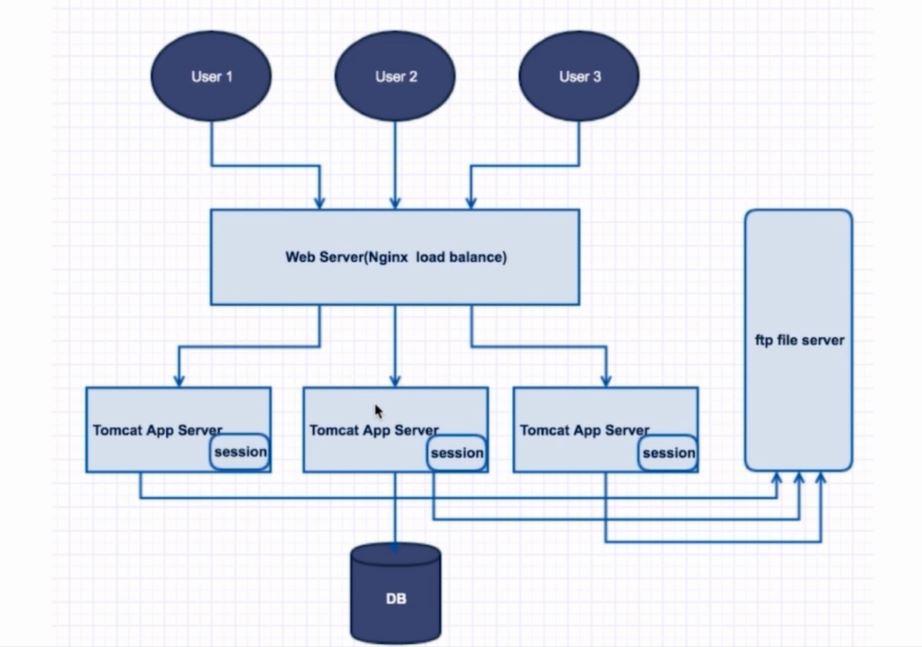 User 1
User 2
User 3
Web Server(Nginx  load balance)
ftp file server
Tomcat App Server
session
Tomcat App Server
session
Tomcat App Server
session
DB